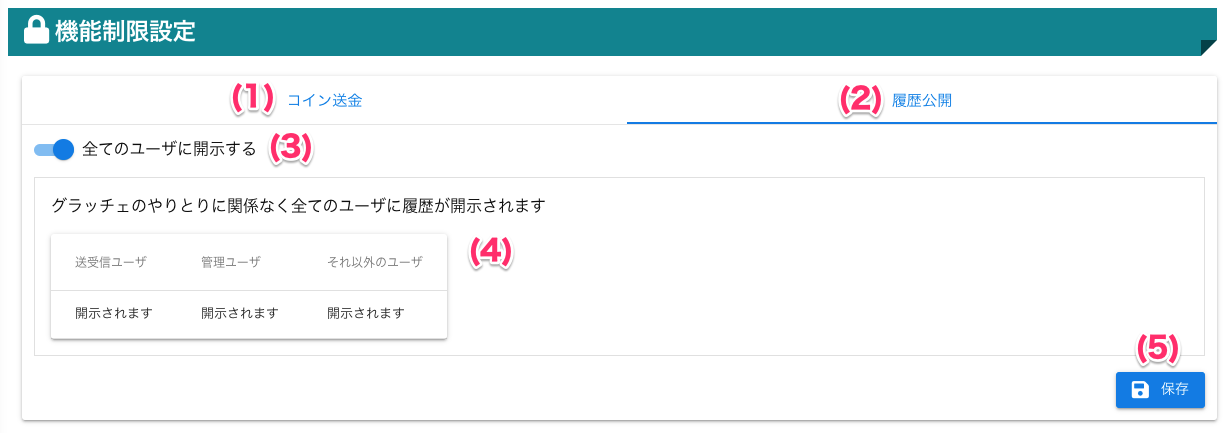 機能制限設定
(1) コイン送金
(2) 履歴公開
全てのユーザに開示する (3)
グラッチェのやりとりに関係なく全てのユーザに履歴が開示されます
(4)
送受信ユーザ 管理ユーザ それ以外のユーザ
開示されます 開示されます 開示されます
(5)
保存